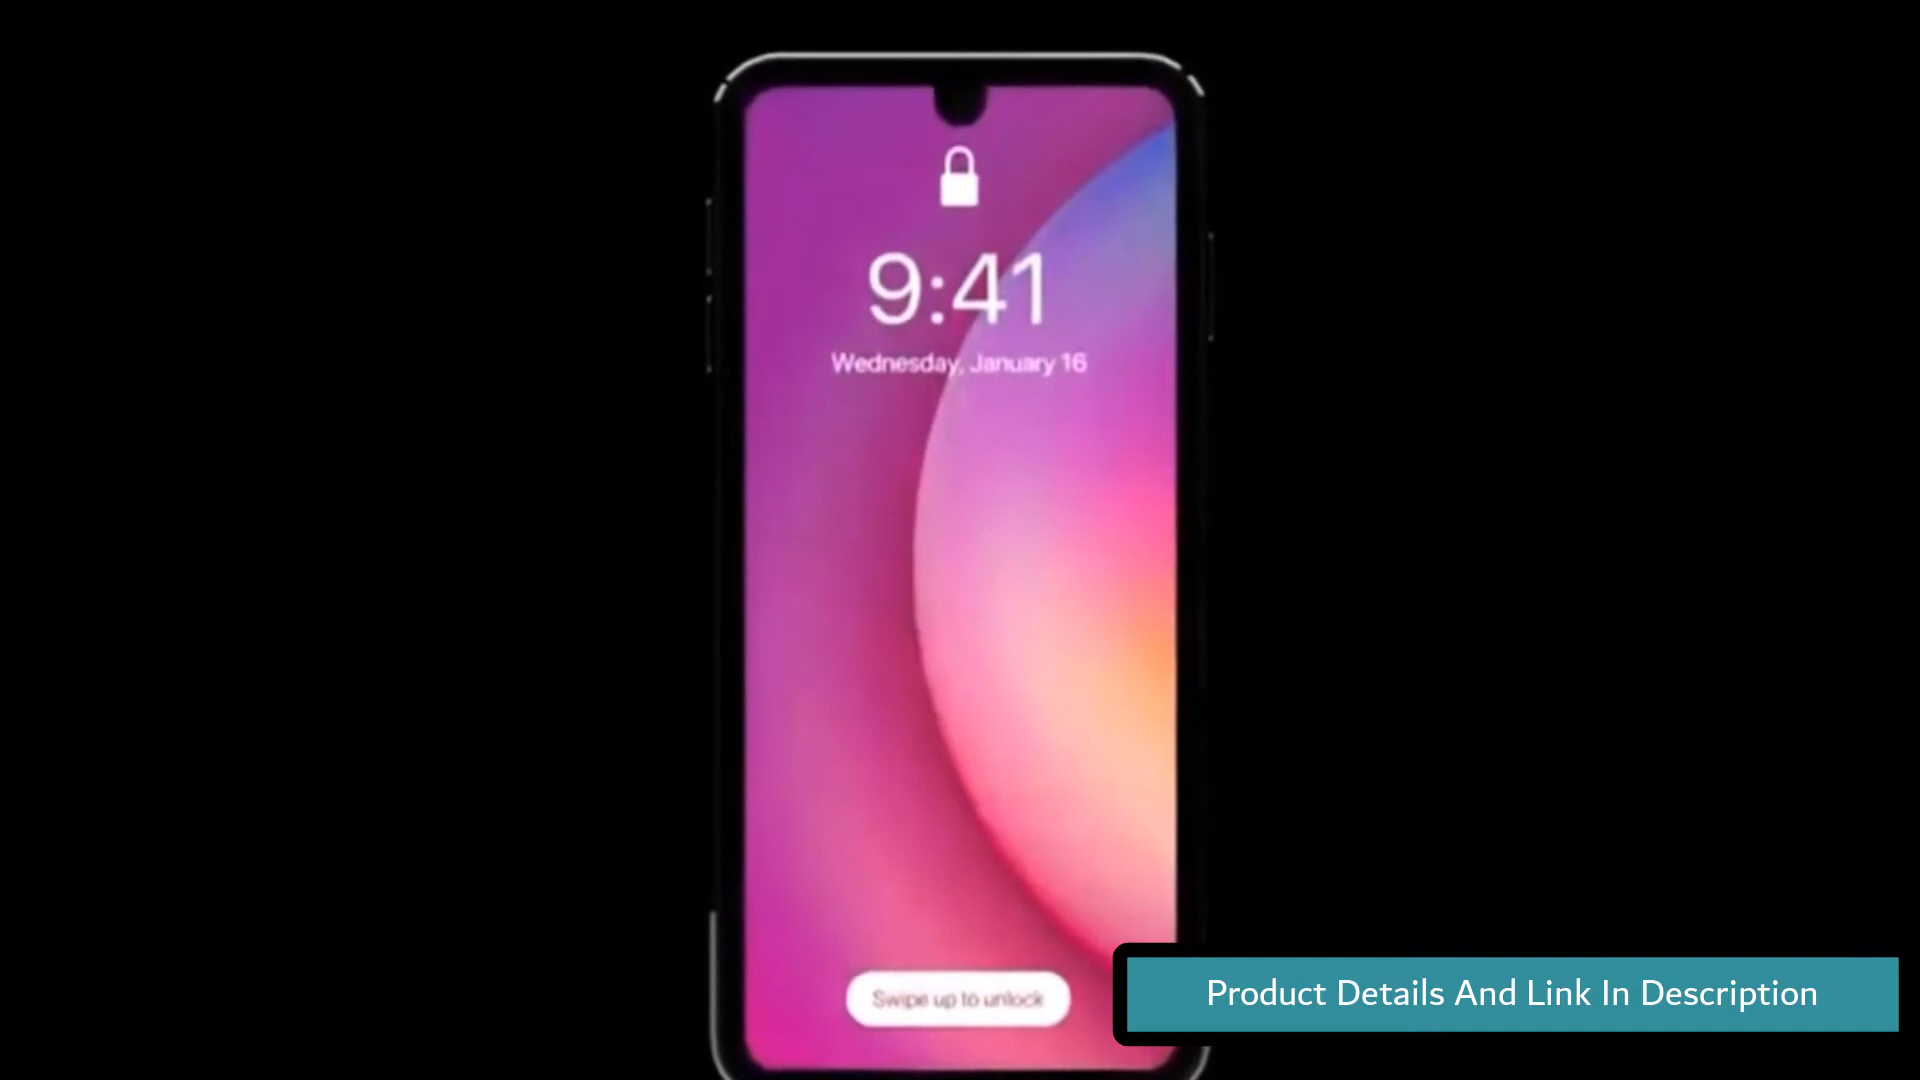 9:41
Wednesday, January 16
Swipe up to unlock
Product Details And Link In Description